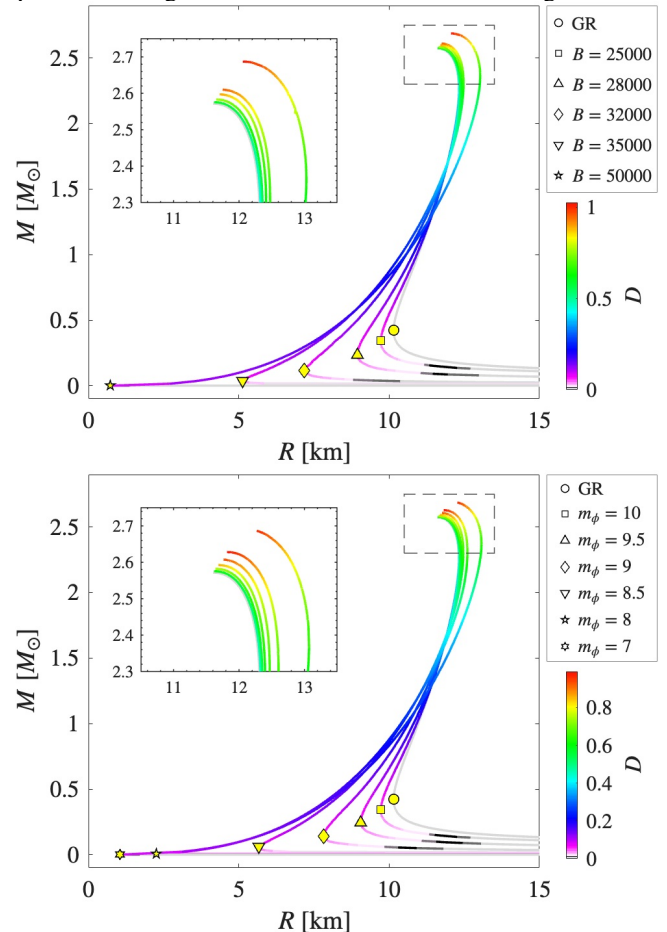 GR
B = 25000
B = 28000
B = 32000
B = 35000
B = 50000
2.7
2.6
2.5
2.4
2.3
11 12 13
2.5
2
1.5
1
0.5
0
M [M⊙]
0 5 10 15
R [km]
1
0.5
0
D
GR
mϕ = 10
mϕ = 9.5
mϕ = 9
mϕ = 8.5
mϕ = 8
mϕ = 7
2.7
2.6
2.5
2.4
2.3
11 12 13
2.5
2
1.5
1
0.5
0
M [M⊙]
0 5 10 15
R [km]
0.8
0.6
0.4
0.2
0
D